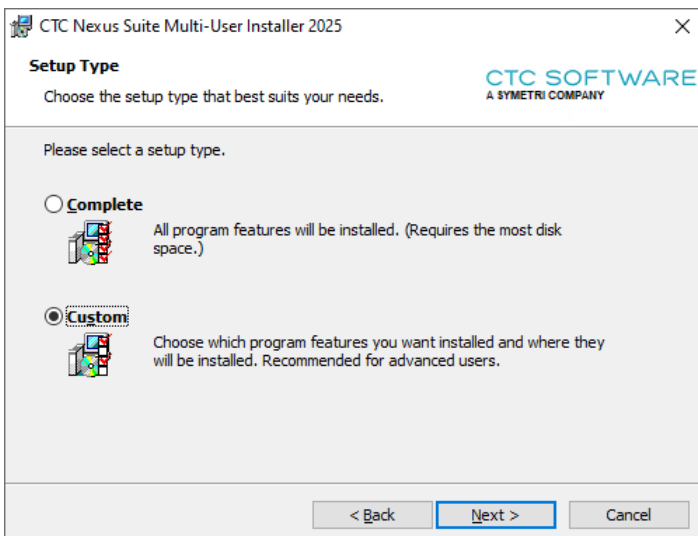 CTC Nexus Suite Multi-User Installer 2025
Setup Type
Choose the setup type that best suits your needs.
CTC SOFTWARE
A SYMETRI COMPANY
Please select a setup type.
Complete
All program features will be installed. (Requires the most disk
space.)
Custom
Choose which program features you want installed and where they
will be installed. Recommended for advanced users.
< Back
Next >
Cancel